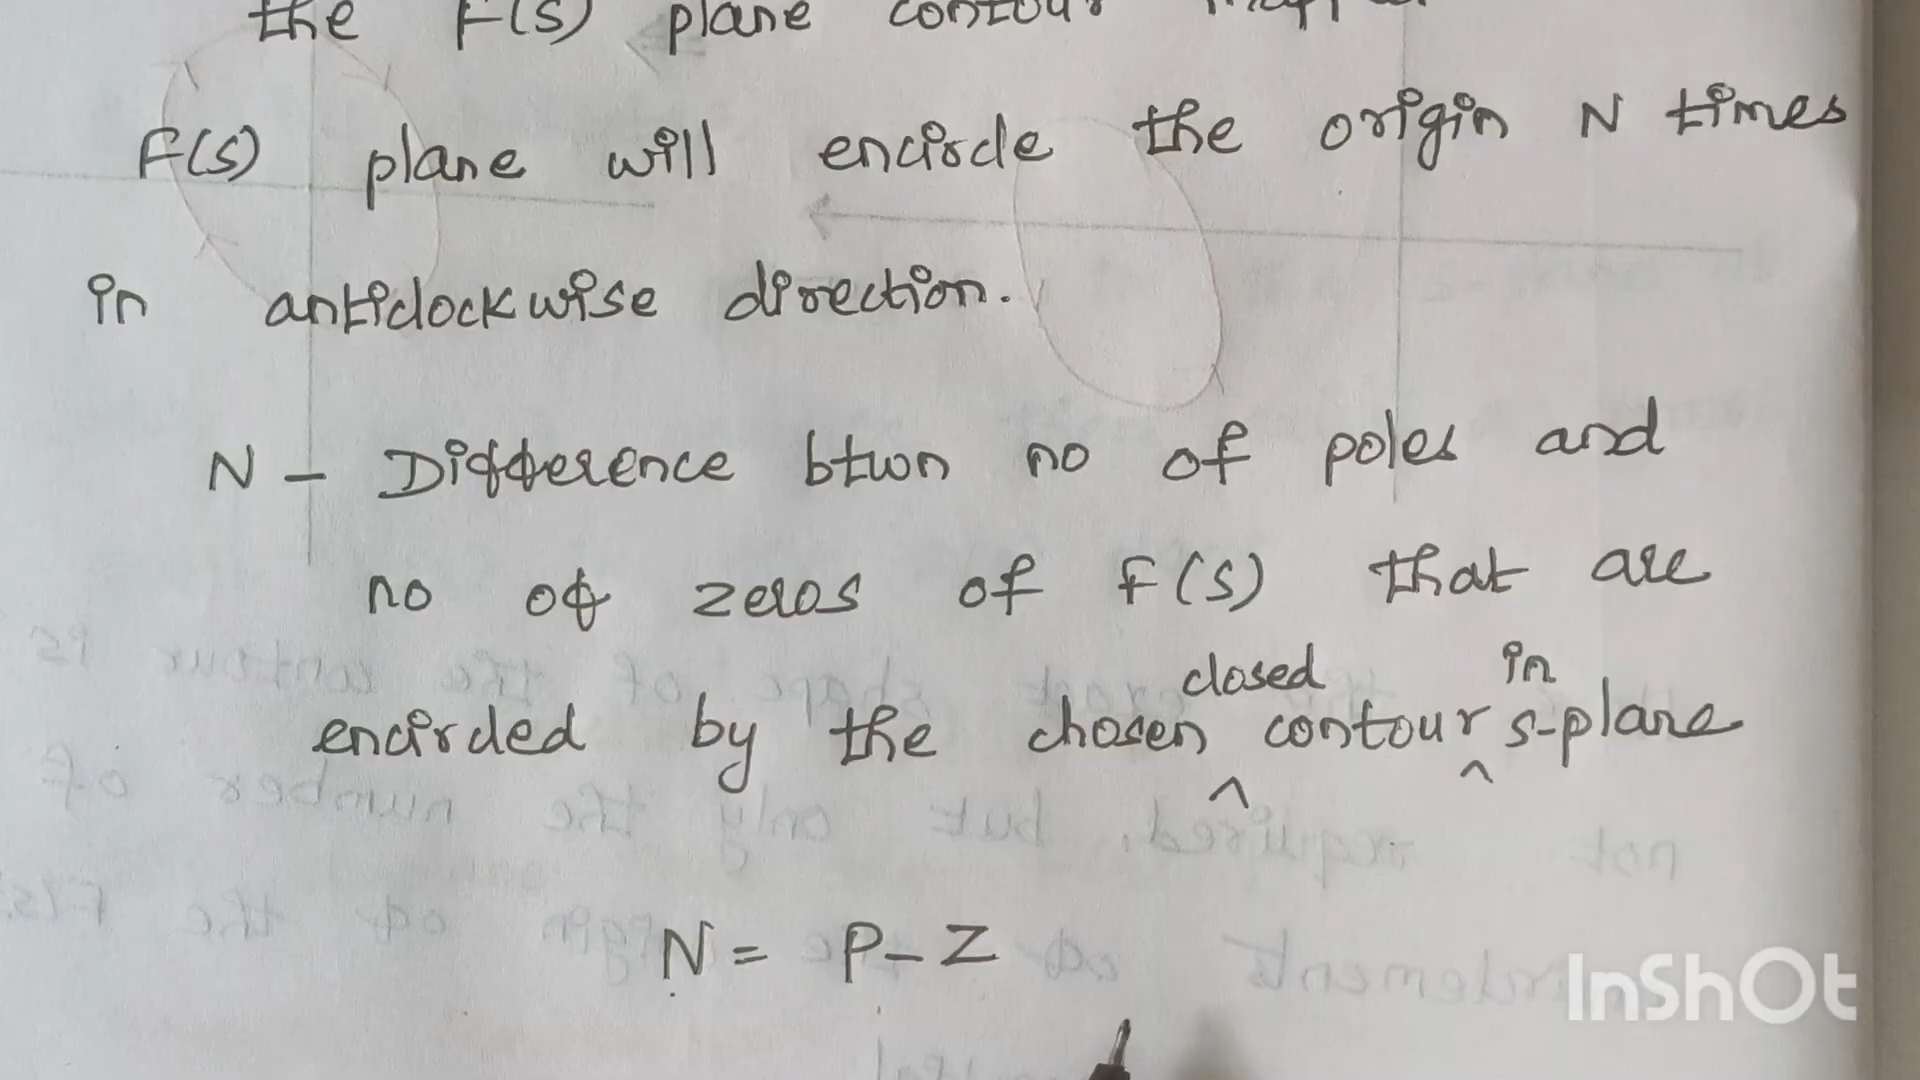 the F(s) plane contour
F(s) plane will encircle the origin N times
in anticlockwise direction.
N - Difference btwn no of poles and
no of zeros of F(s) that are
closed in
encircled by the chosen contour s-plane
^ ^
N = P - Z
InShOt